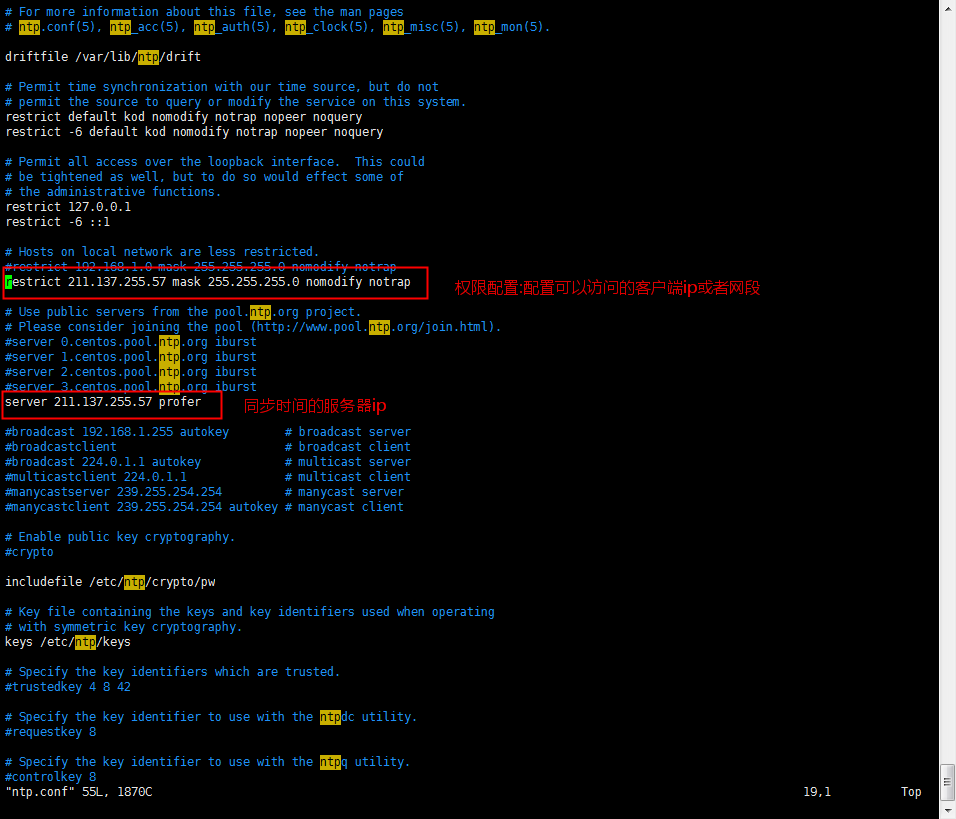 # For more information about this file, see the man pages
# ntp.conf(5), ntp_acc(5), ntp_auth(5), ntp_clock(5), ntp_misc(5), ntp_mon(5).
driftfile /var/lib/ntp/drift
# Permit time synchronization with our time source, but do not
# permit the source to query or modify the service on this system.
restrict default kod nomodify notrap nopeer noquery
restrict -6 default kod nomodify notrap nopeer noquery
# Permit all access over the loopback interface.  This could
# be tightened as well, but to do so would effect some of
# the administrative functions.
restrict 127.0.0.1
restrict -6 ::1
# Hosts on local network are less restricted.
#restrict 192.168.1.0 mask 255.255.255.0 nomodify notrap
restrict 211.137.255.57 mask 255.255.255.0 nomodify notrap
权限配置:配置可以访问的客户端ip或者网段
# Use public servers from the pool.ntp.org project.
# Please consider joining the pool (http://www.pool.ntp.org/join.html).
#server 0.centos.pool.ntp.org iburst
#server 1.centos.pool.ntp.org iburst
#server 2.centos.pool.ntp.org iburst
#server 3.centos.pool.ntp.org iburst
server 211.137.255.57 profer
同步时间的服务器ip
#broadcast 192.168.1.255 autokey        # broadcast server
#broadcastclient                        # broadcast client
#broadcast 224.0.1.1 autokey            # multicast server
#multicastclient 224.0.1.1              # multicast client
#manycastserver 239.255.254.254         # manycast server
#manycastclient 239.255.254.254 autokey # manycast client
# Enable public key cryptography.
#crypto
includefile /etc/ntp/crypto/pw
# Key file containing the keys and key identifiers used when operating
# with symmetric key cryptography.
keys /etc/ntp/keys
# Specify the key identifiers which are trusted.
#trustedkey 4 8 42
# Specify the key identifier to use with the ntpdc utility.
#requestkey 8
# Specify the key identifier to use with the ntpq utility.
#controlkey 8
"ntp.conf" 55L, 1870C 19,1 Top